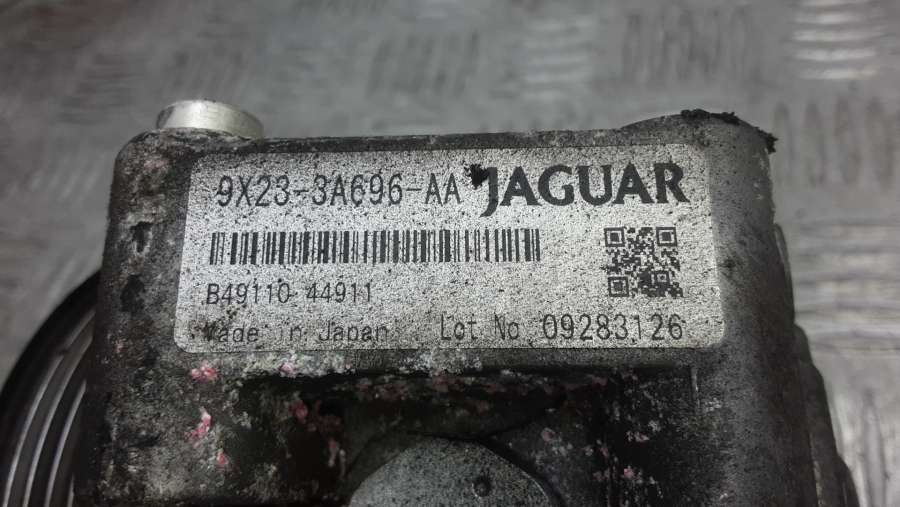 9X23-3A696-AA JAGUAR
B49110-44911
Made in Japan Lot No 09283126